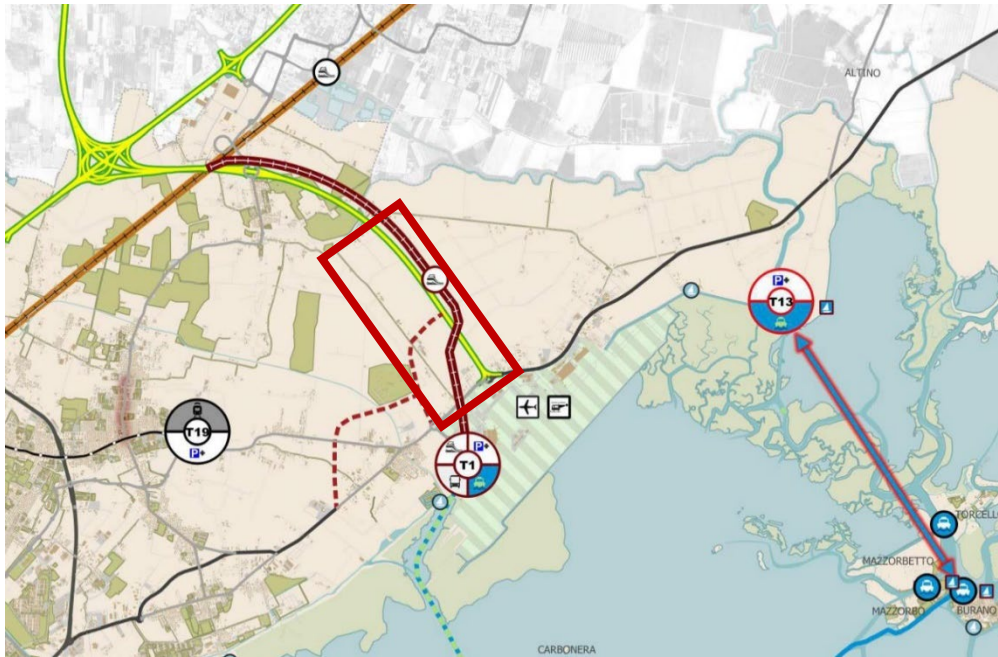 ALTINO
P+
T13
T19
P+
P+
T1
TORCELLO
MAZZORBETTO
MAZZORBO
BURANO
CARBONERA